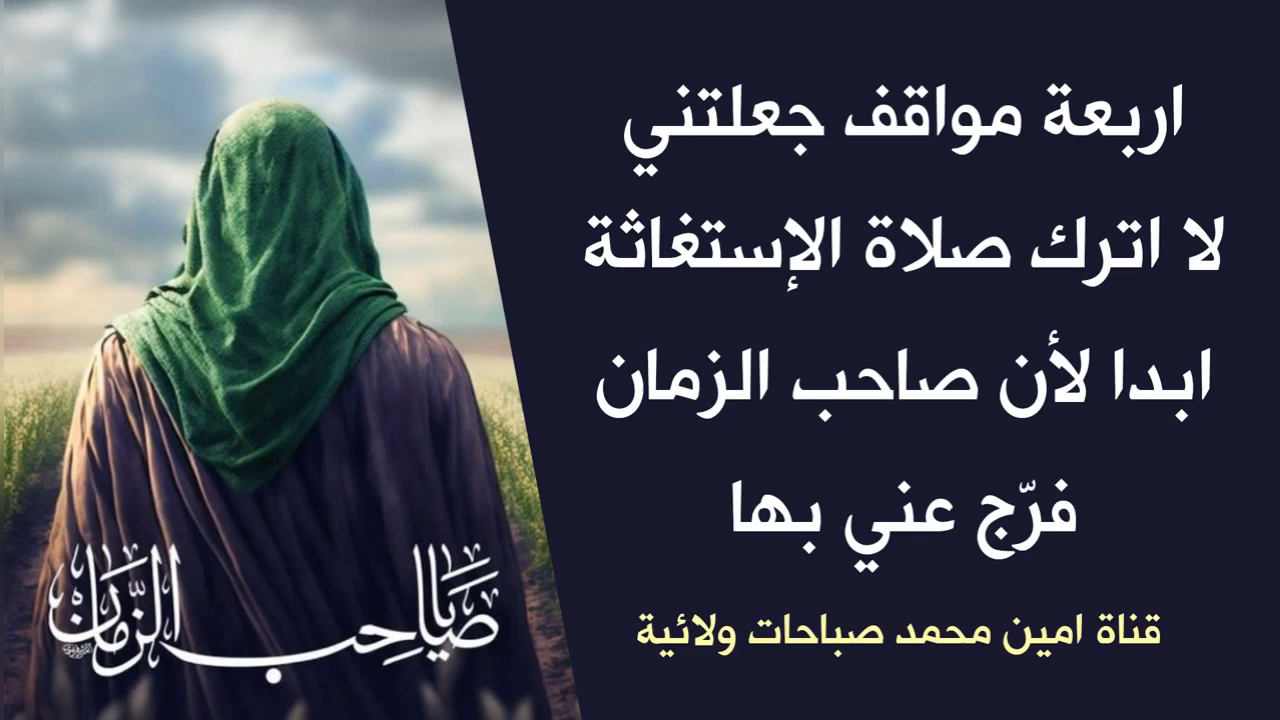 اربعة مواقف جعلتني
لا اترك صلاة الإستغاثة
ابدا لأن صاحب الزمان
فرّج عني بها
قناة امين محمد صباحات ولائية
يا صاحب الزمان